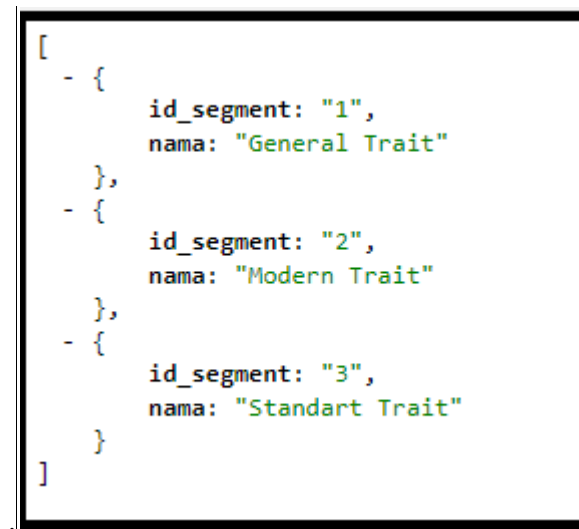 [
- {
id_segment: "1",
nama: "General Trait"
},
- {
id_segment: "2",
nama: "Modern Trait"
},
- {
id_segment: "3",
nama: "Standart Trait"
}
]